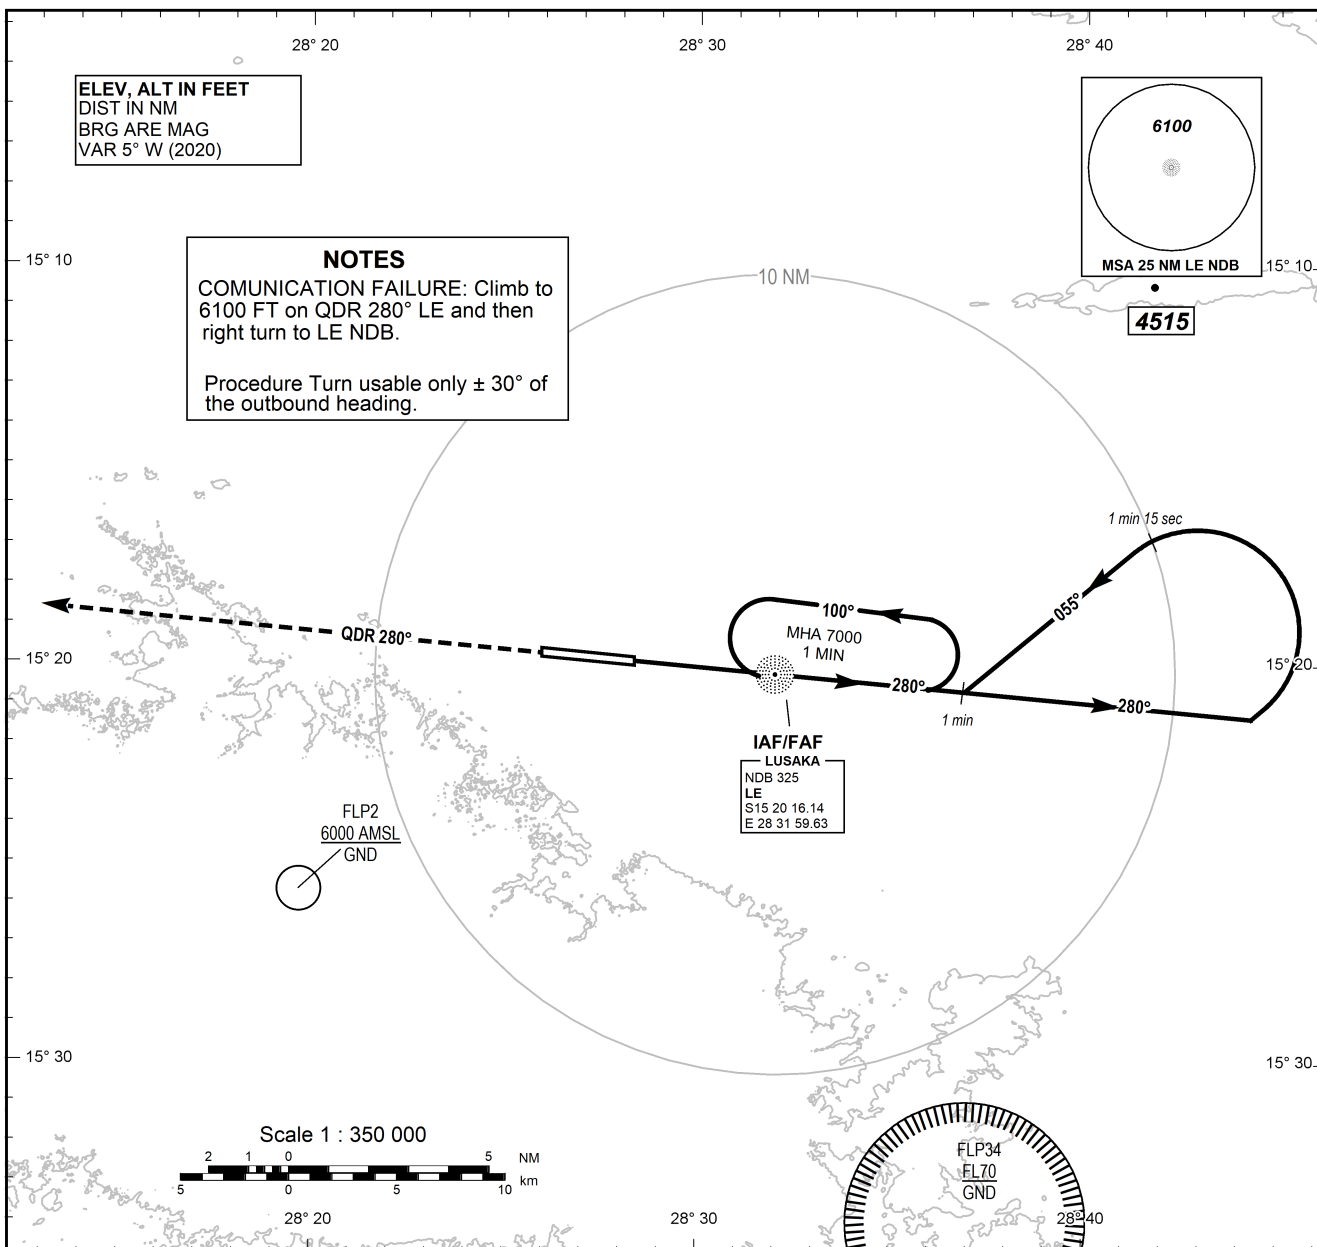 28° 20
28° 30
28° 40
ELEV, ALT IN FEET
DIST IN NM
BRG ARE MAG
VAR 5° W (2020)
6100
MSA 25 NM LE NDB
NOTES
COMUNICATION FAILURE: Climb to
6100 FT on QDR 280° LE and then
right turn to LE NDB.
Procedure Turn usable only ± 30° of
the outbound heading.
15° 10
15° 10
10 NM
4515
1 min 15 sec
055°
100°
MHA 7000
1 MIN
QDR 280°
15° 20
15° 20
280°
280°
1 min
IAF/FAF
LUSAKA
NDB 325
LE
S15 20 16.14
E 28 31 59.63
FLP2
6000 AMSL
GND
15° 30
15° 30
Scale 1 : 350 000
2 1 0 5 NM
5 0 5 10 km
FLP34
FL70
GND
28° 20
28° 30
28° 40